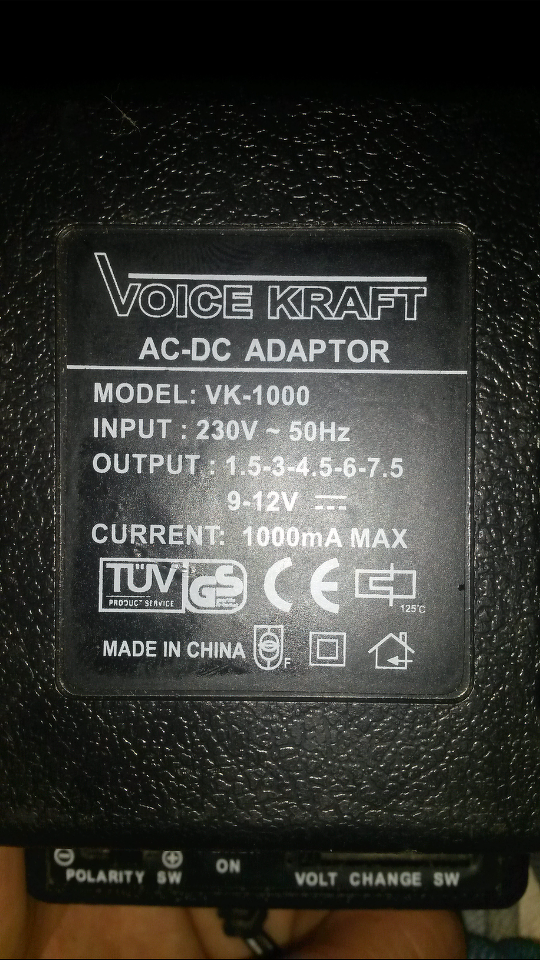 VOICE KRAFT
AC-DC ADAPTOR
MODEL: VK-1000
INPUT : 230V ~ 50Hz
OUTPUT : 1.5-3-4.5-6-7.5
9-12V
CURRENT: 1000mA MAX
TÜV GS CE
PRODUCT SERVICE
125°C
MADE IN CHINA F
ON
POLARITY SW VOLT CHANGE SW